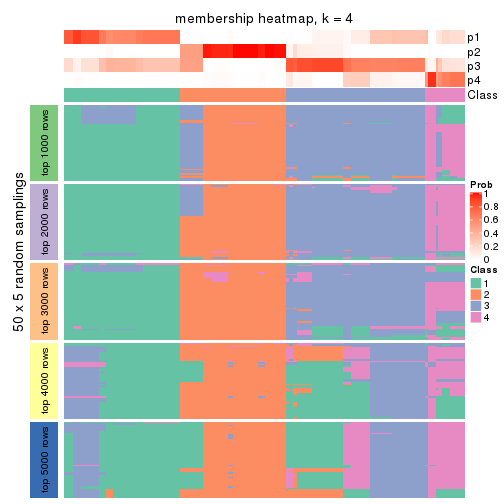 membership heatmap, k = 4
p1
p2
p3
p4
Class
50 x 5 random samplings
top 1000 rows
top 2000 rows
top 3000 rows
top 4000 rows
top 5000 rows
Prob
1
0.8
0.6
0.4
0.2
0
Class
1
2
3
4